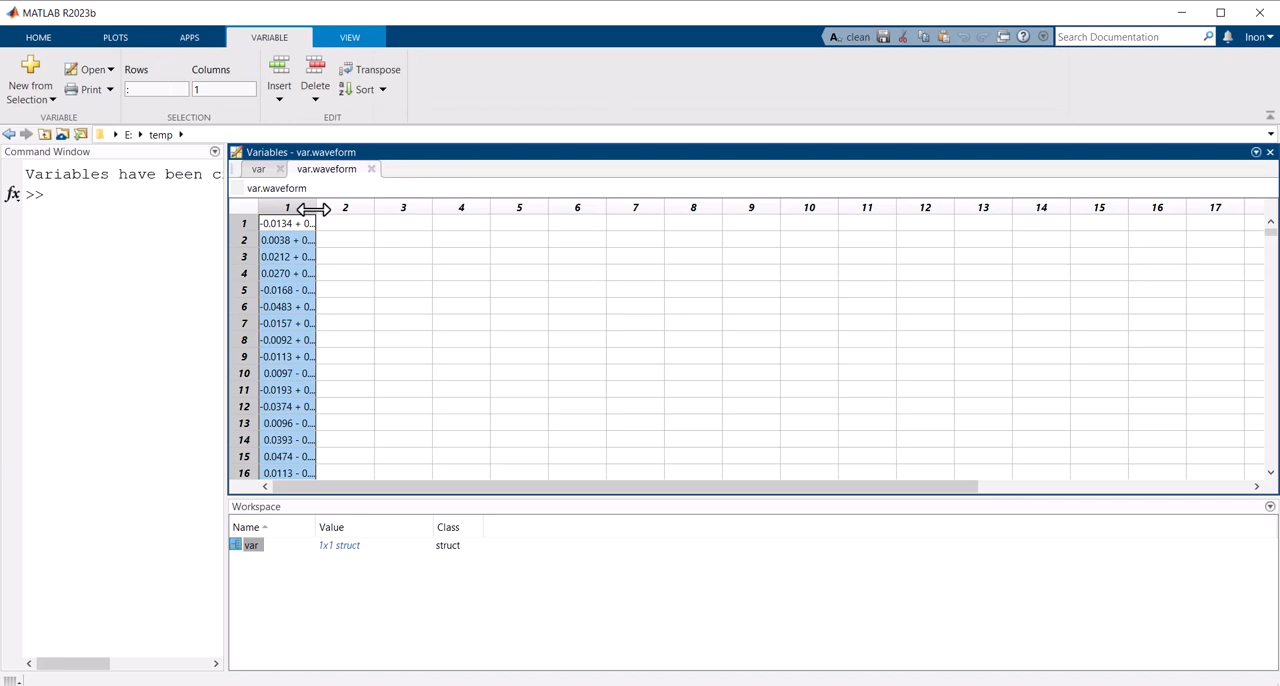 MATLAB R2023b
HOME PLOTS APPS VARIABLE VIEW clean Search Documentation Inon
New from Selection Open Print Rows Columns Insert Delete Transpose Sort
: 1
VARIABLE SELECTION EDIT
E: temp
Command Window
Variables have been c
fx >>
Variables - var.waveform
var var.waveform
var.waveform
1 2 3 4 5 6 7 8 9 10 11 12 13 14 15 16 17
1 -0.0134 + 0....
2 0.0038 + 0....
3 0.0212 + 0....
4 0.0270 + 0....
5 -0.0168 - 0....
6 -0.0483 + 0....
7 -0.0157 + 0....
8 -0.0092 + 0....
9 -0.0113 + 0....
10 0.0097 - 0....
11 -0.0193 + 0....
12 -0.0374 + 0....
13 0.0096 - 0....
14 0.0393 - 0....
15 0.0474 - 0....
16 0.0113 - 0....
Workspace
Name Value Class
var 1x1 struct struct